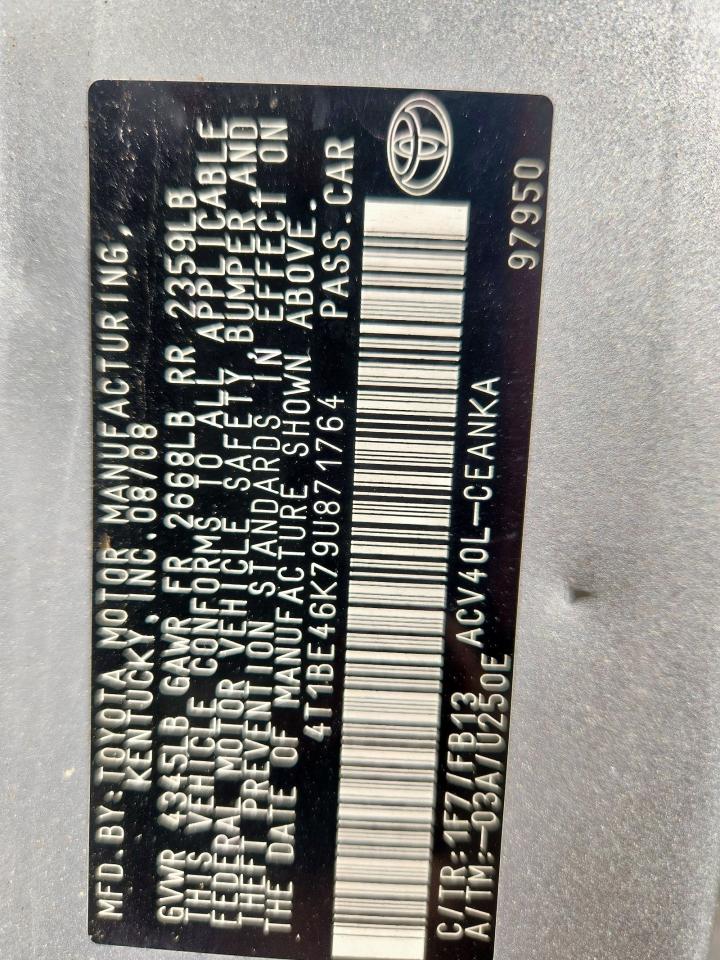 MFD.BY:TOYOTA MOTOR MANUFACTURING,
KENTUCKY, INC.08/08
GVWR 4345LB GAWR FR 2668LB RR 2359LB
THIS VEHICLE CONFORMS TO ALL APPLICABLE
FEDERAL MOTOR VEHICLE SAFETY, BUMPER, AND
THEFT PREVENTION STANDARDS IN EFFECT ON
THE DATE OF MANUFACTURE SHOWN ABOVE.
4T1BE46K79U871764 PASS.CAR
C/TR:1F7/FB13 ACV40L-CEANKA
A/TM:-03A/U250E 97950